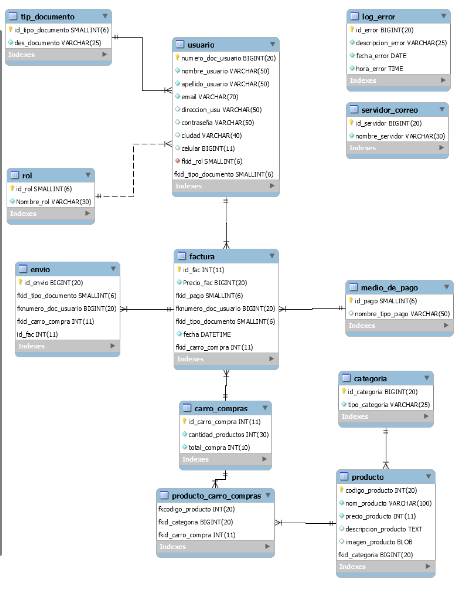 tip_documento
id_tipo_documento SMALLINT(6)
des_documento VARCHAR(25)
Indexes
log_error
id_error BIGINT(20)
descripcion_error VARCHAR(25)
fecha_error DATE
hora_error TIME
Indexes
usuario
numero_doc_usuario BIGINT(20)
nombre_usuario VARCHAR(50)
apellido_usuario VARCHAR(50)
email VARCHAR(70)
direccion_usu VARCHAR(50)
contraseña VARCHAR(50)
ciudad VARCHAR(40)
celular BIGINT(11)
fkid_rol SMALLINT(6)
fkid_tipo_documento SMALLINT(6)
Indexes
servidor_correo
id_servidor BIGINT(20)
nombre_servidor VARCHAR(30)
Indexes
rol
id_rol SMALLINT(6)
Nombre_rol VARCHAR(30)
Indexes
envio
id_envio BIGINT(20)
fkid_tipo_documento SMALLINT(6)
fknumero_doc_usuario BIGINT(20)
fkid_carro_compra INT(11)
id_fac INT(11)
Indexes
factura
id_fac INT(11)
Precio_fac BIGINT(20)
fkid_pago SMALLINT(6)
fknumero_doc_usuario BIGINT(20)
fkid_tipo_documento SMALLINT(6)
fecha DATETIME
fkid_carro_compra INT(11)
Indexes
medio_de_pago
id_pago SMALLINT(6)
nombre_tipo_pago VARCHAR(50)
Indexes
categoria
id_categoria BIGINT(20)
tipo_categoria VARCHAR(25)
Indexes
carro_compras
id_carro_compra INT(11)
cantidad_productos INT(30)
total_compra INT(10)
Indexes
producto_carro_compras
fkcodigo_producto INT(20)
fkid_categoria BIGINT(20)
fkid_carro_compra INT(11)
Indexes
producto
codigo_producto INT(20)
nom_producto VARCHAR(100)
precio_producto INT(11)
descripcion_producto TEXT
imagen_producto BLOB
fkid_categoria BIGINT(20)
Indexes